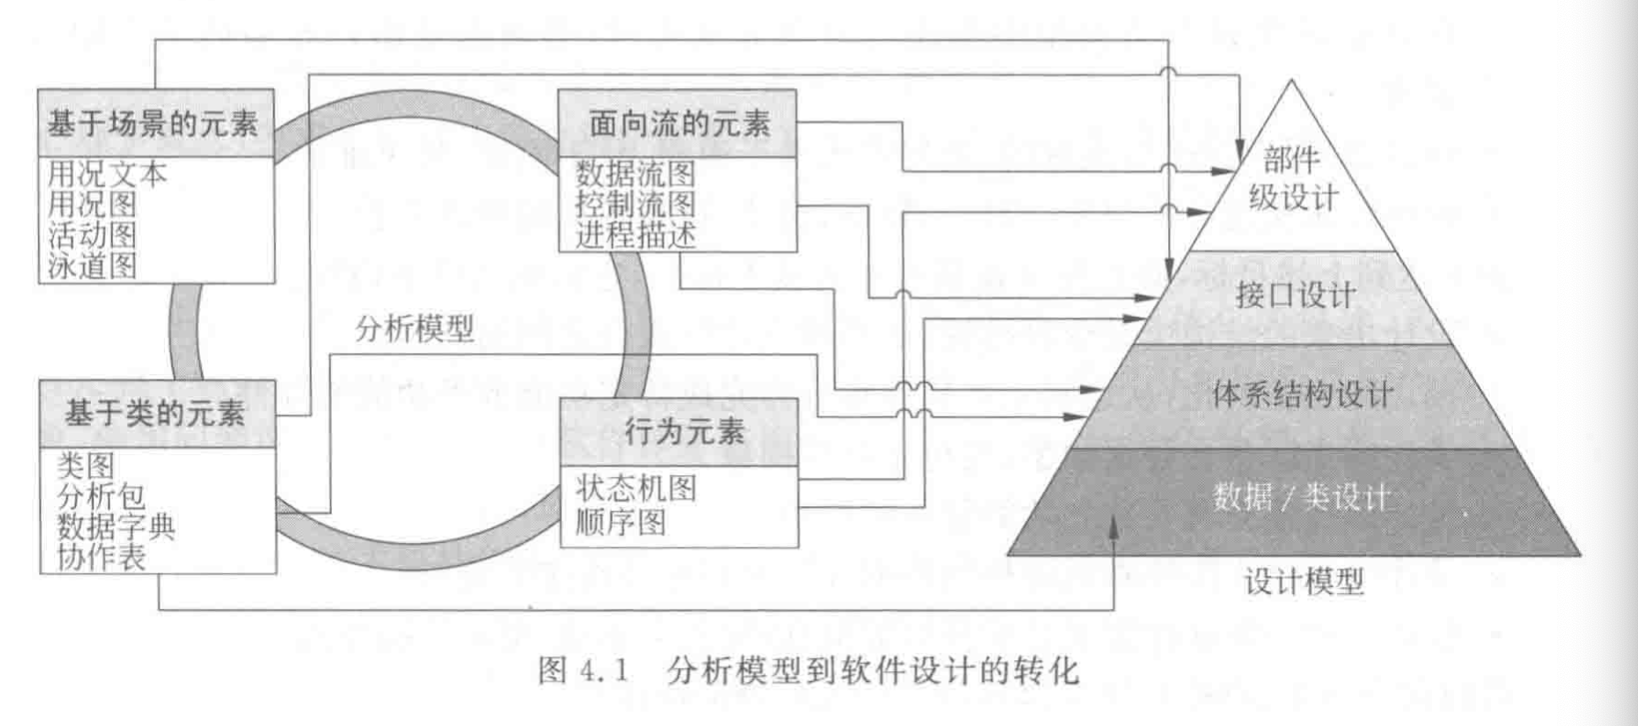 基于场景的元素
用况文本
用况图
活动图
泳道图
面向流的元素
数据流图
控制流图
进程描述
分析模型
基于类的元素
类图
分析包
数据字典
协作表
行为元素
状态机图
顺序图
部件
级设计
接口设计
体系结构设计
数据/类设计
设计模型
图 4.1 分析模型到软件设计的转化